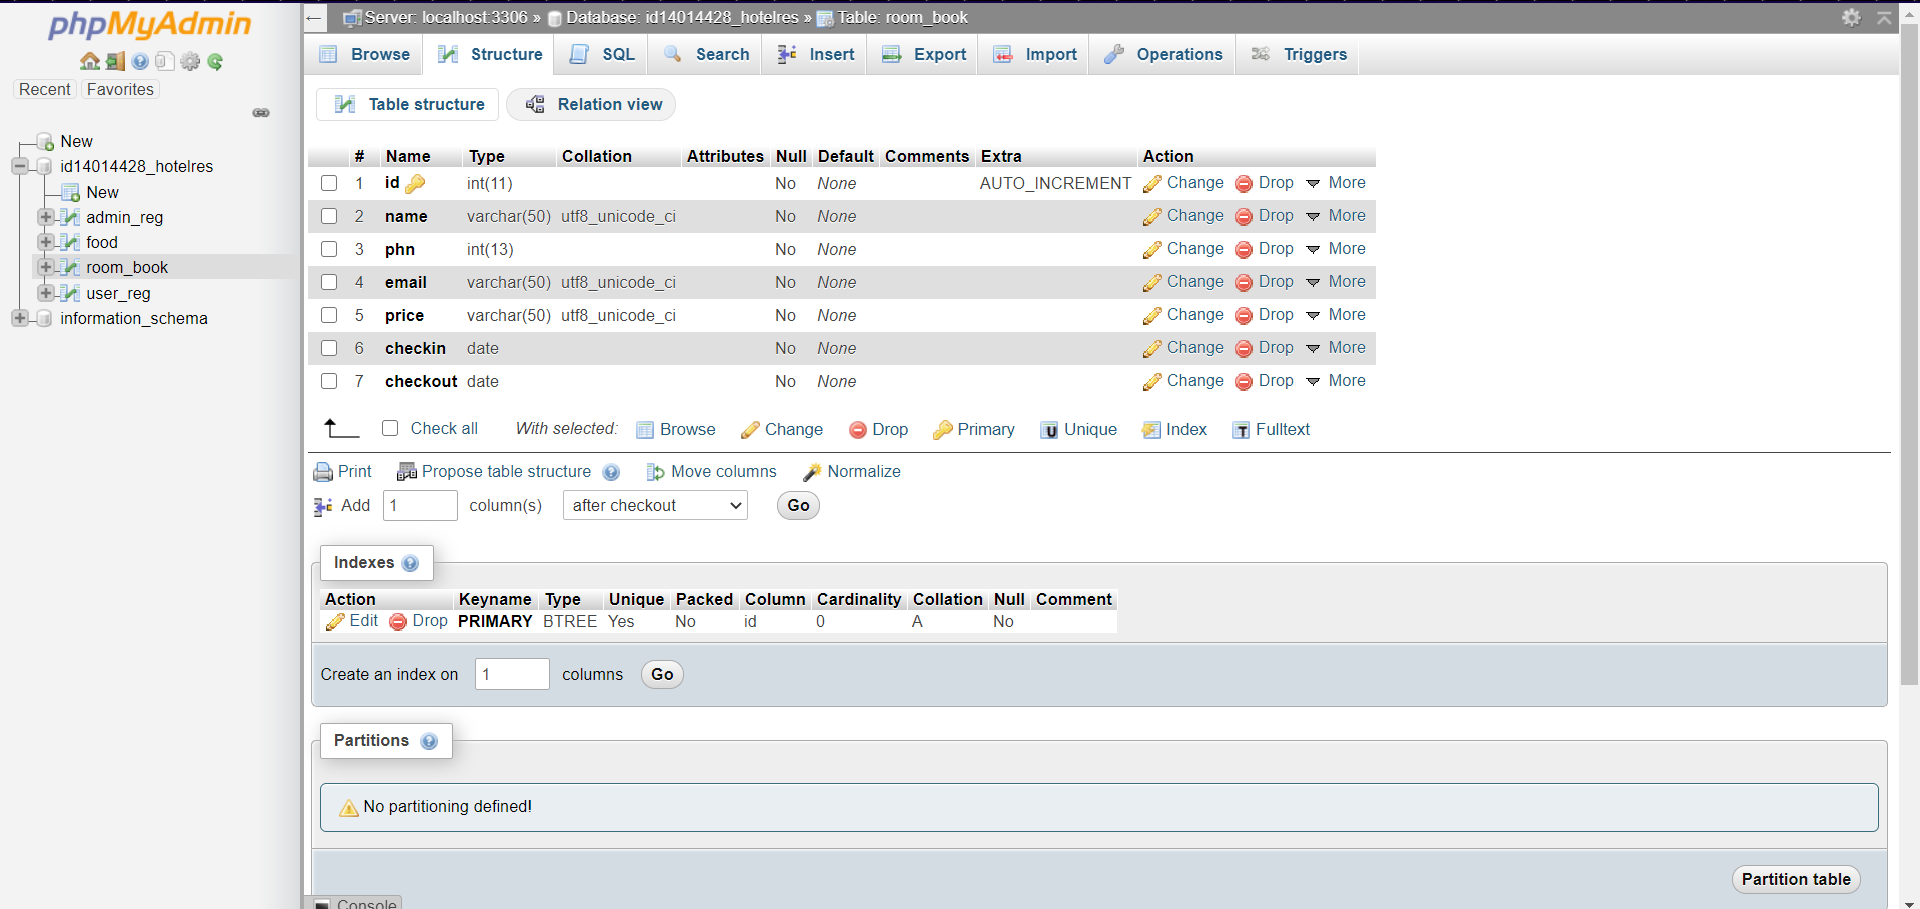 phpMyAdmin
Recent Favorites
New
id14014428_hotelres
New
admin_reg
food
room_book
user_reg
information_schema
Server: localhost:3306 » Database: id14014428_hotelres » Table: room_book
Browse Structure SQL Search Insert Export Import Operations Triggers
Table structure Relation view
# Name Type Collation Attributes Null Default Comments Extra Action
1 id int(11) No None AUTO_INCREMENT Change Drop More
2 name varchar(50) utf8_unicode_ci No None Change Drop More
3 phn int(13) No None Change Drop More
4 email varchar(50) utf8_unicode_ci No None Change Drop More
5 price varchar(50) utf8_unicode_ci No None Change Drop More
6 checkin date No None Change Drop More
7 checkout date No None Change Drop More
Check all With selected: Browse Change Drop Primary Unique Index Fulltext
Print Propose table structure Move columns Normalize
Add 1 column(s) after checkout Go
Indexes
Action Keyname Type Unique Packed Column Cardinality Collation Null Comment
Edit Drop PRIMARY BTREE Yes No id 0 A No
Create an index on 1 columns Go
Partitions
No partitioning defined!
Partition table
Console